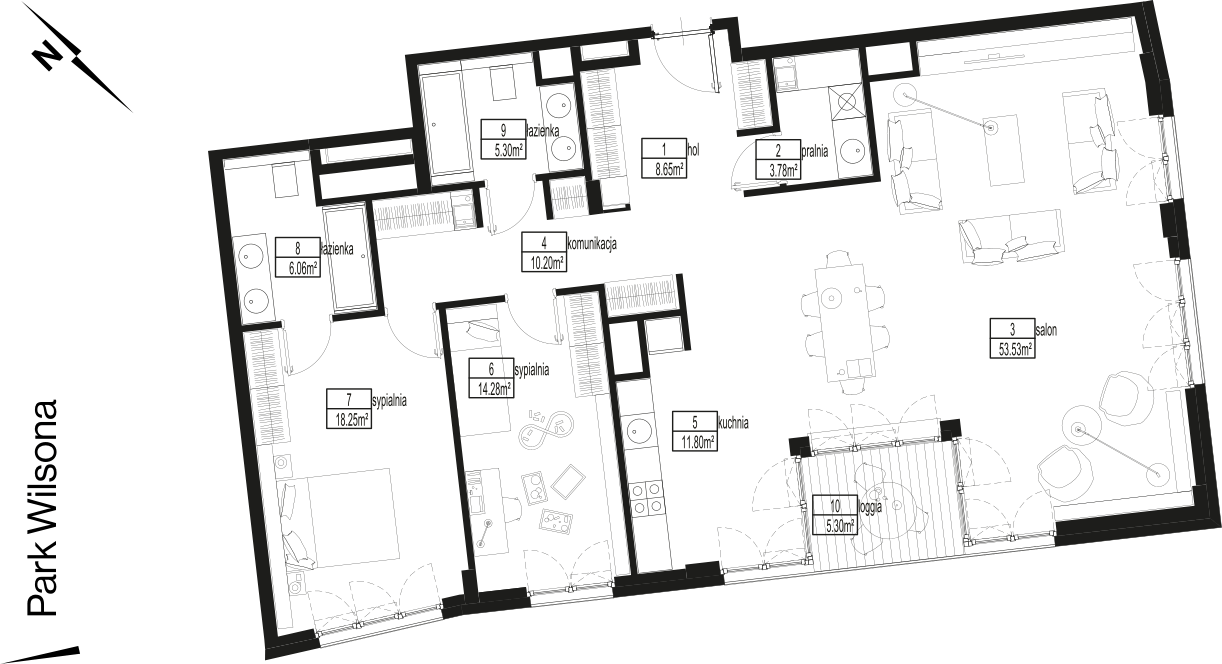 N
9 łazienka
5.30m²
1 hol
8.65m²
2 pralnia
3.78m²
8 łazienka
6.06m²
4 komunikacja
10.20m²
3 salon
53.53m²
6 sypialnia
14.28m²
7 sypialnia
18.25m²
5 kuchnia
11.80m²
10 loggia
5.30m²
Park Wilsona